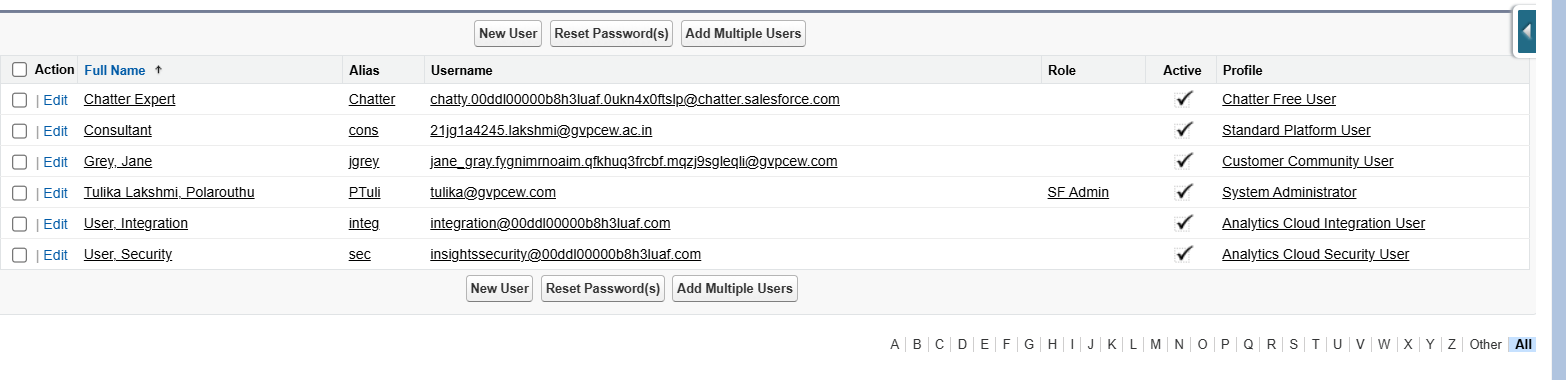 New User Reset Password(s) Add Multiple Users
Action Full Name ↑ Alias Username Role Active Profile
| Edit Chatter Expert Chatter chatty.00ddl00000b8h3luaf.0ukn4x0ftslp@chatter.salesforce.com Chatter Free User
| Edit Consultant cons 21jg1a4245.lakshmi@gvpcew.ac.in Standard Platform User
| Edit Grey, Jane jgrey jane_gray.fygnimrnoaim.qfkhuq3frcbf.mqzj9sgleqli@gvpcew.com Customer Community User
| Edit Tulika Lakshmi, Polarouthu PTuli tulika@gvpcew.com SF Admin System Administrator
| Edit User, Integration integ integration@00ddl00000b8h3luaf.com Analytics Cloud Integration User
| Edit User, Security sec insightssecurity@00ddl00000b8h3luaf.com Analytics Cloud Security User
New User Reset Password(s) Add Multiple Users
A | B | C | D | E | F | G | H | I | J | K | L | M | N | O | P | Q | R | S | T | U | V | W | X | Y | Z | Other | All